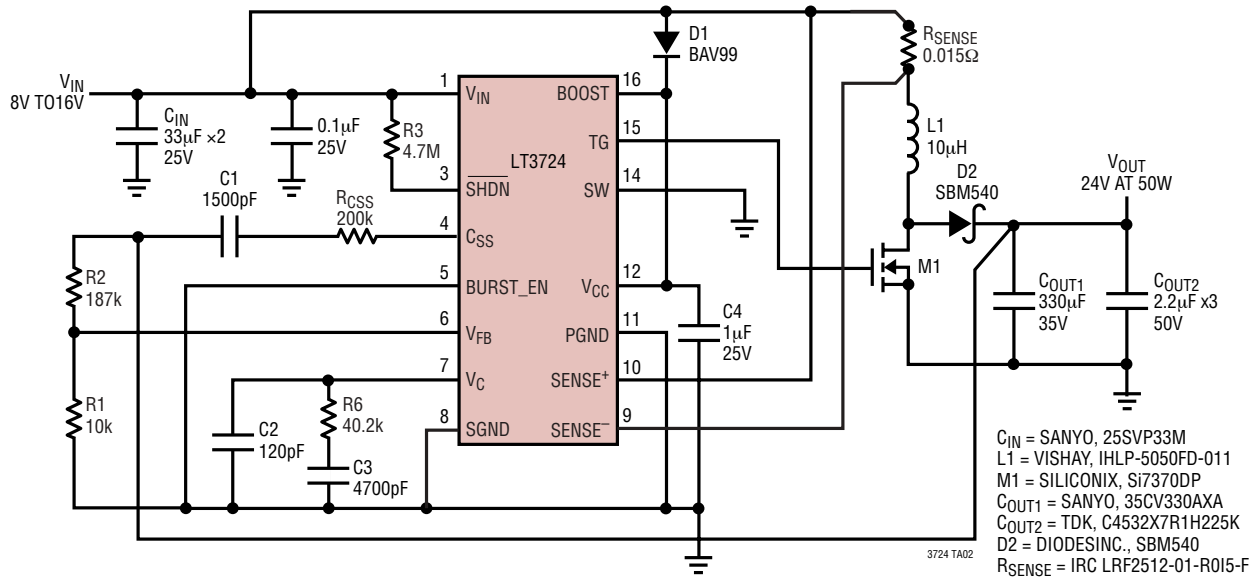 D1
BAV99
RSENSE
0.015Ω
VIN
8V TO16V
CIN
33µF ×2
25V
0.1µF
25V
R3
4.7M
1
VIN
BOOST
16
TG
15
LT3724
3
SHDN
SW
14
L1
10µH
D2
SBM540
VOUT
24V AT 50W
C1
1500pF
RCSS
200k
4
CSS
R2
187k
5
BURST_EN
VCC
12
M1
COUT1
330µF
35V
COUT2
2.2µF x3
50V
6
VFB
PGND
11
C4
1µF
25V
7
VC
SENSE+
10
R1
10k
C2
120pF
R6
40.2k
8
SGND
SENSE–
9
C3
4700pF
CIN = SANYO, 25SVP33M
L1 = VISHAY, IHLP-5050FD-011
M1 = SILICONIX, Si7370DP
COUT1 = SANYO, 35CV330AXA
COUT2 = TDK, C4532X7R1H225K
D2 = DIODESINC., SBM540
RSENSE = IRC LRF2512-01-R0I5-F
3724 TA02